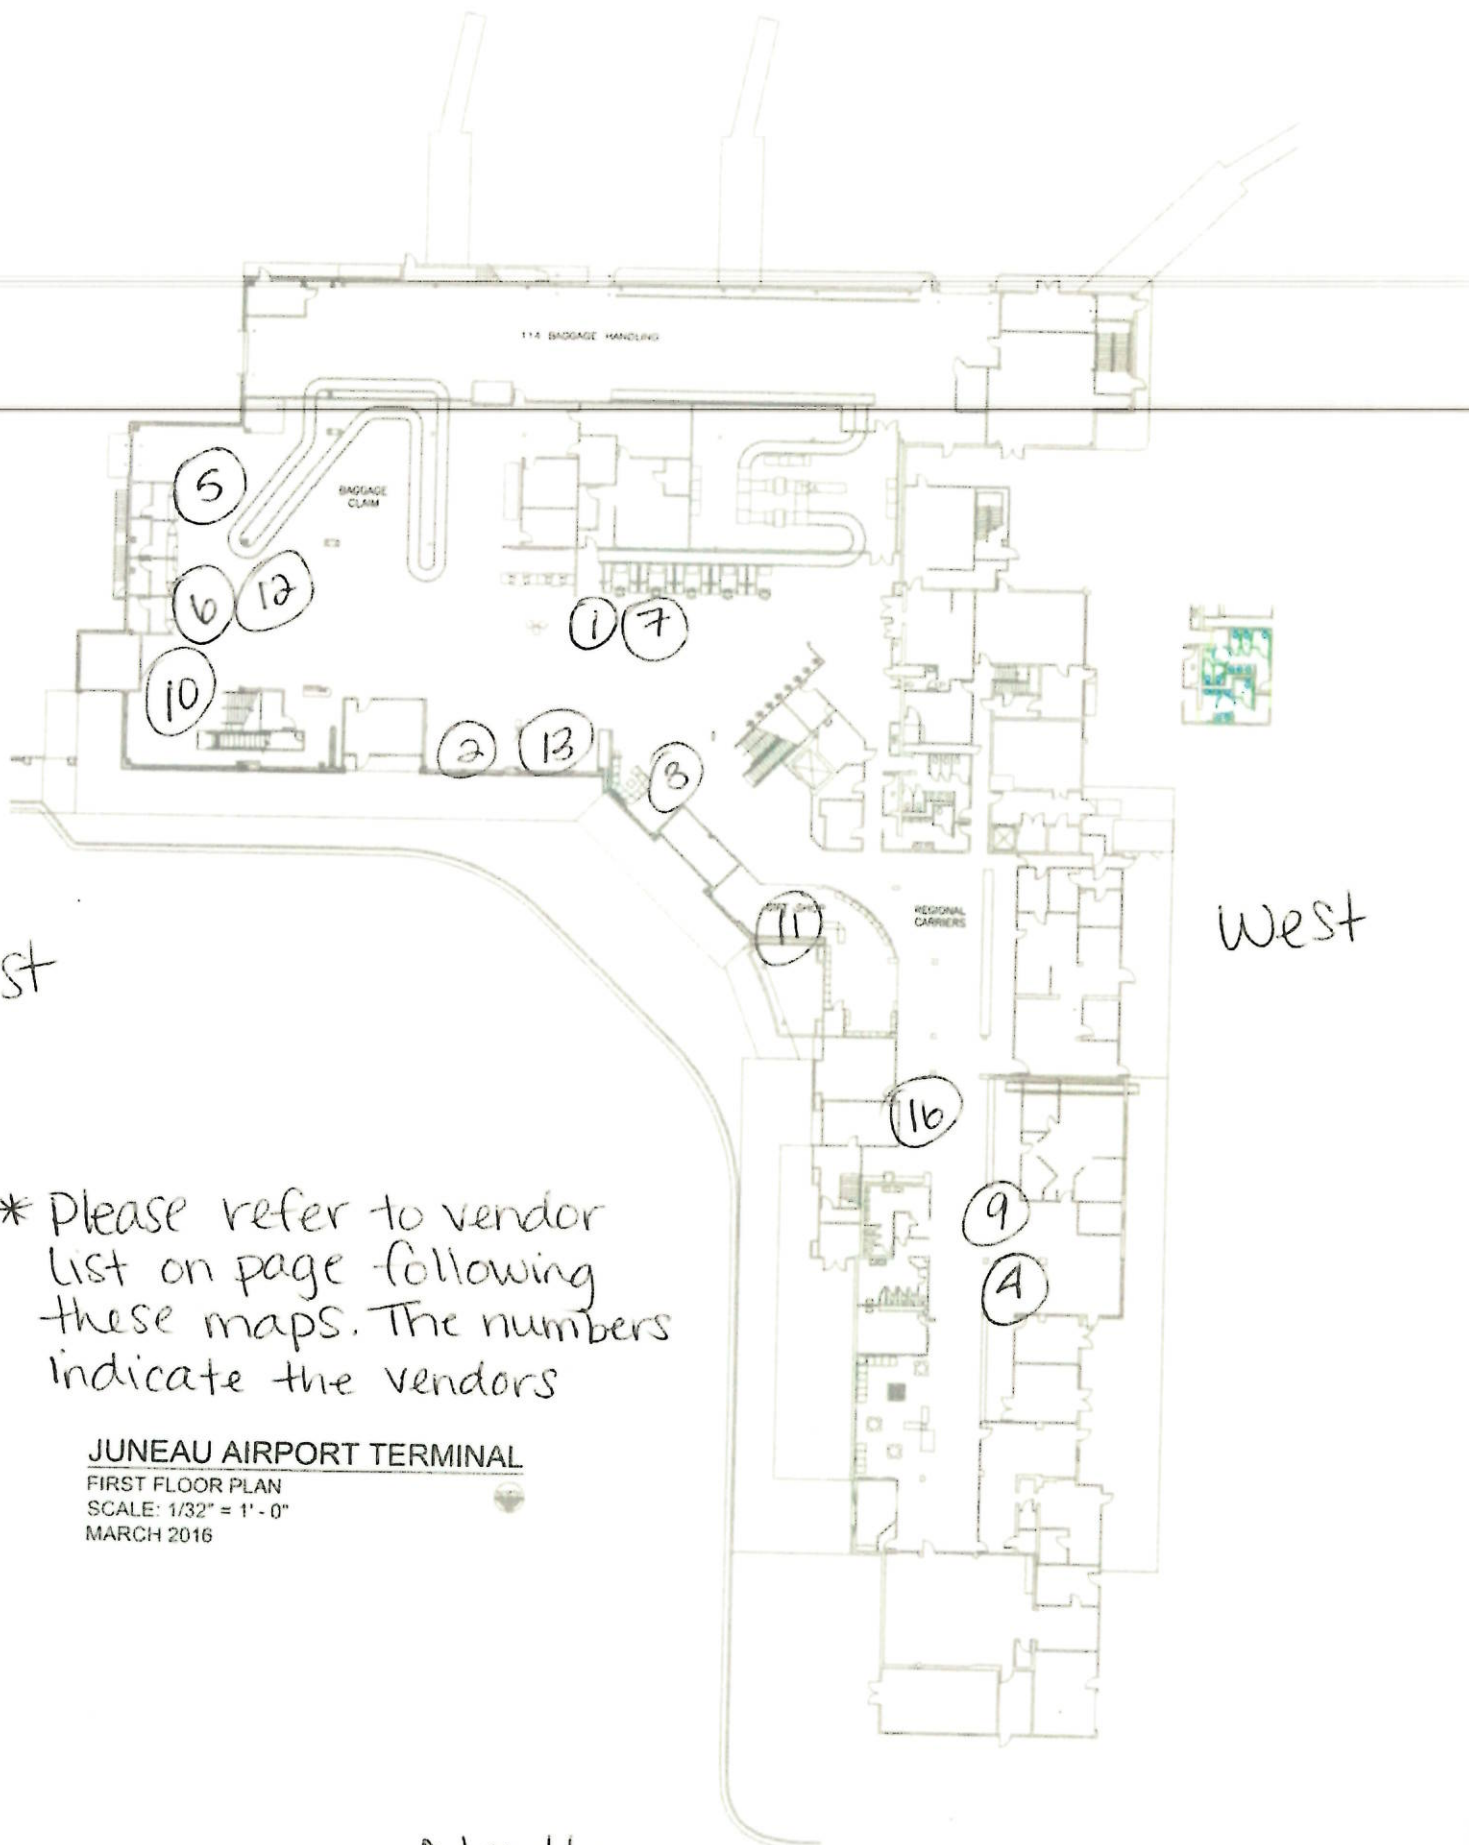 114 BAGGAGE HANDLING
5
BAGGAGE
CLAIM
6
12
1
7
10
2
13
3
11
REGIONAL
CARRIERS
West
st
16
9
4
* Please refer to vendor
list on page following
these maps. The numbers
indicate the vendors
JUNEAU AIRPORT TERMINAL
FIRST FLOOR PLAN
SCALE: 1/32" = 1' - 0"
MARCH 2016